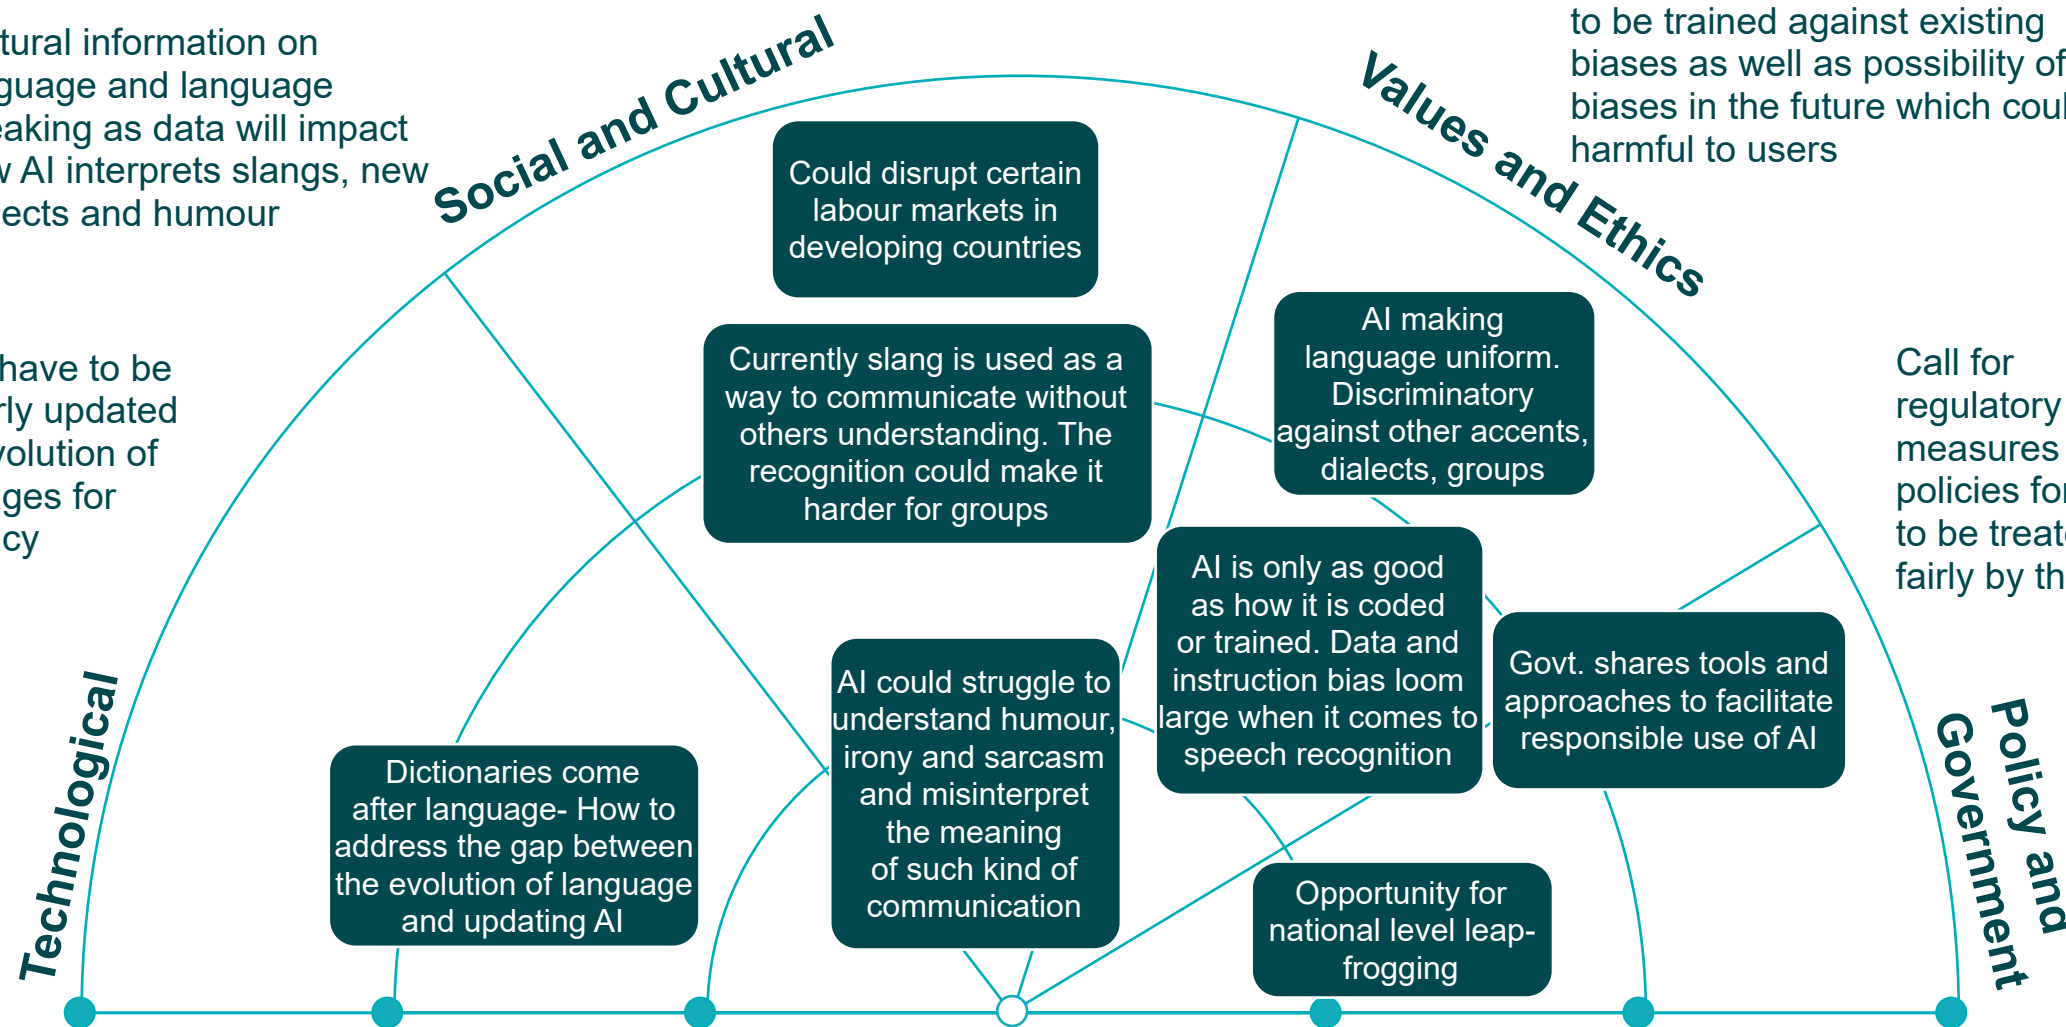 tural information on
guage and language
eaking as data will impact
w AI interprets slangs, new
ects and humour
have to be
rly updated
volution of
ges for
cy
Technological
Social and Cultural
Values and Ethics
Policy and
Government
to be trained against existing
biases as well as possibility of
biases in the future which coul
harmful to users
Call for
regulatory
measures
policies for
to be treat
fairly by th
Could disrupt certain
labour markets in
developing countries
Currently slang is used as a
way to communicate without
others understanding. The
recognition could make it
harder for groups
AI making
language uniform.
Discriminatory
against other accents,
dialects, groups
AI is only as good
as how it is coded
or trained. Data and
instruction bias loom
large when it comes to
speech recognition
Govt. shares tools and
approaches to facilitate
responsible use of AI
AI could struggle to
understand humour,
irony and sarcasm
and misinterpret
the meaning
of such kind of
communication
Dictionaries come
after language- How to
address the gap between
the evolution of language
and updating AI
Opportunity for
national level leap-
frogging